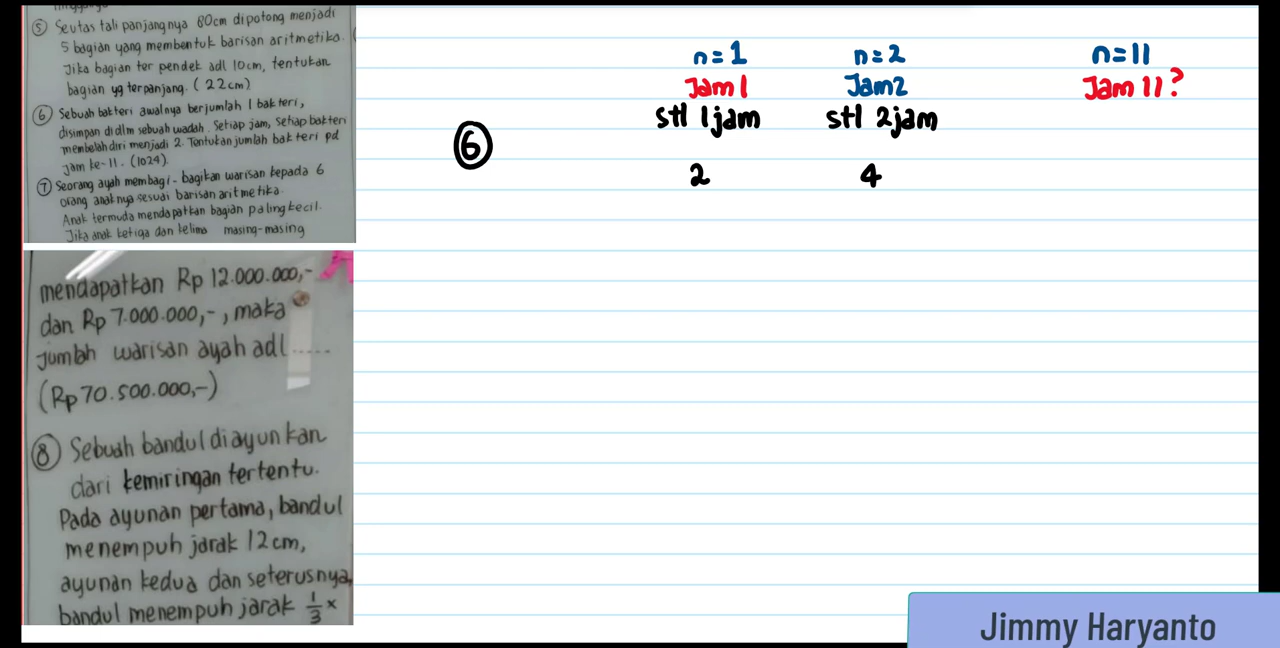 ⑤ Seutas tali panjangnya 80cm dipotong menjadi
5 bagian yang membentuk barisan aritmetika.
Jika bagian ter pendek adl 10cm, tentukan
bagian yg terpanjang. (22cm)
⑥ Sebuah bakteri awalnya berjumlah 1 bakteri,
disimpan didlm sebuah wadah. Setiap jam, setiap bakteri
membelah diri menjadi 2. Tentukan jumlah bakteri pd
jam ke-11. (1024)
⑦ Seorang ayah membagi-bagikan warisan kepada 6
orang anaknya sesuai barisan aritmetika.
Anak termuda mendapatkan bagian paling kecil.
Jika anak ketiga dan kelima masing-masing
mendapatkan Rp 12.000.000,-
dan Rp 7.000.000,-, maka
jumlah warisan ayah adl .....
(Rp 70.500.000,-)
⑧ Sebuah bandul diayunkan
dari kemiringan tertentu.
Pada ayunan pertama, bandul
menempuh jarak 12cm,
ayunan kedua dan seterusnya,
bandul menempuh jarak 1/3 x
n=1 n=2 n=11
Jam 1 Jam 2 Jam 11?
stl 1jam stl 2jam
⑥
2 4
Jimmy Haryanto